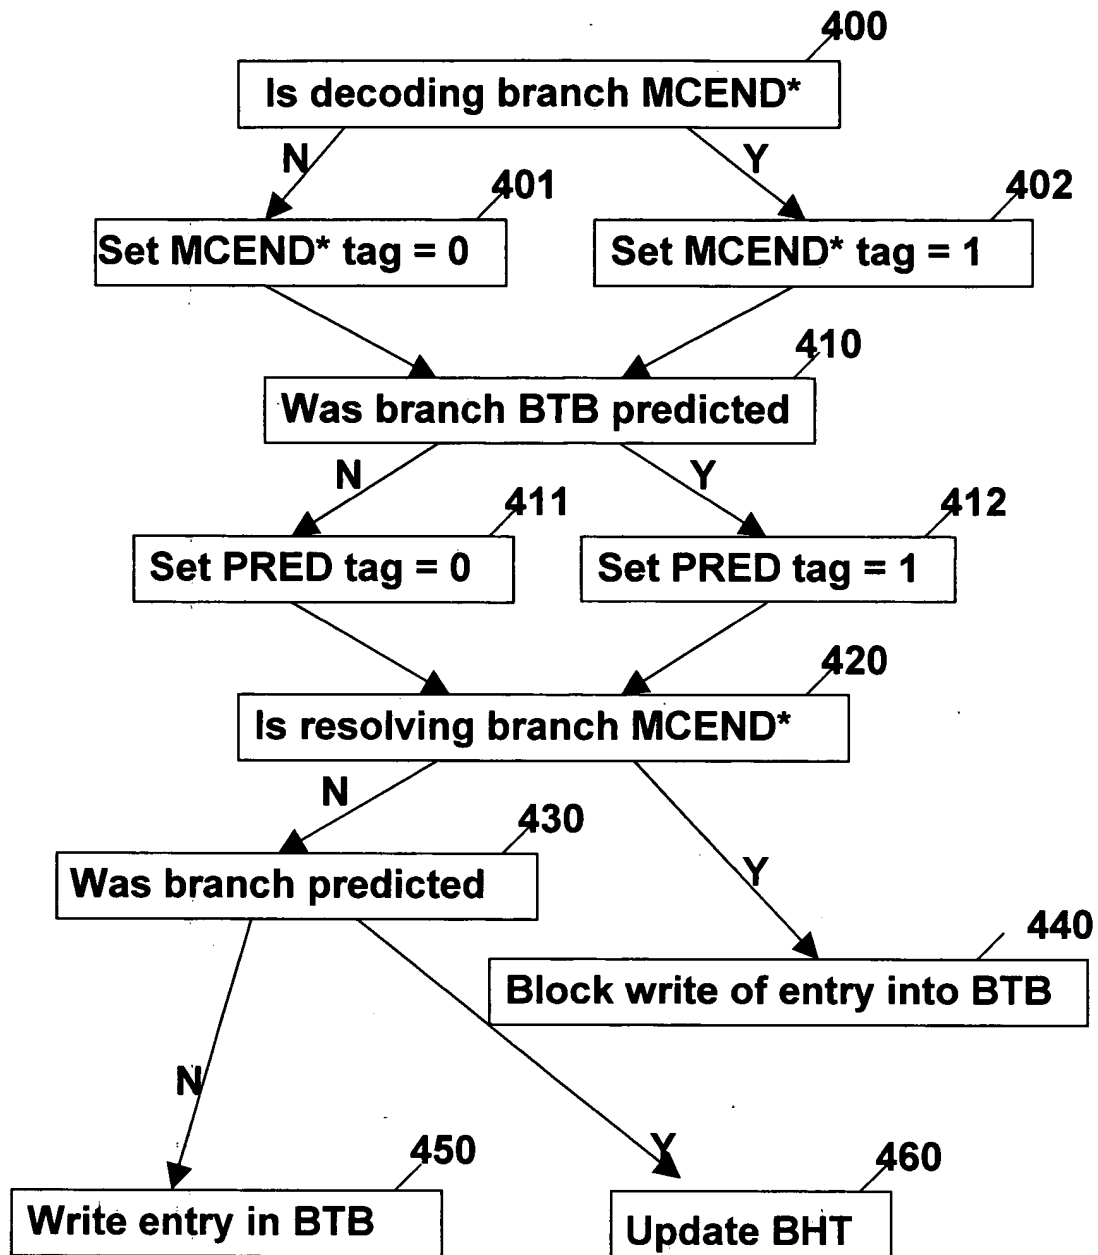 400
Is decoding branch MCEND*
N
Y
401
402
Set MCEND* tag = 0
Set MCEND* tag = 1
410
Was branch BTB predicted
N
Y
411
412
Set PRED tag = 0
Set PRED tag = 1
420
Is resolving branch MCEND*
N
430
Was branch predicted
Y
440
Block write of entry into BTB
N
Y
450
460
Write entry in BTB
Update BHT